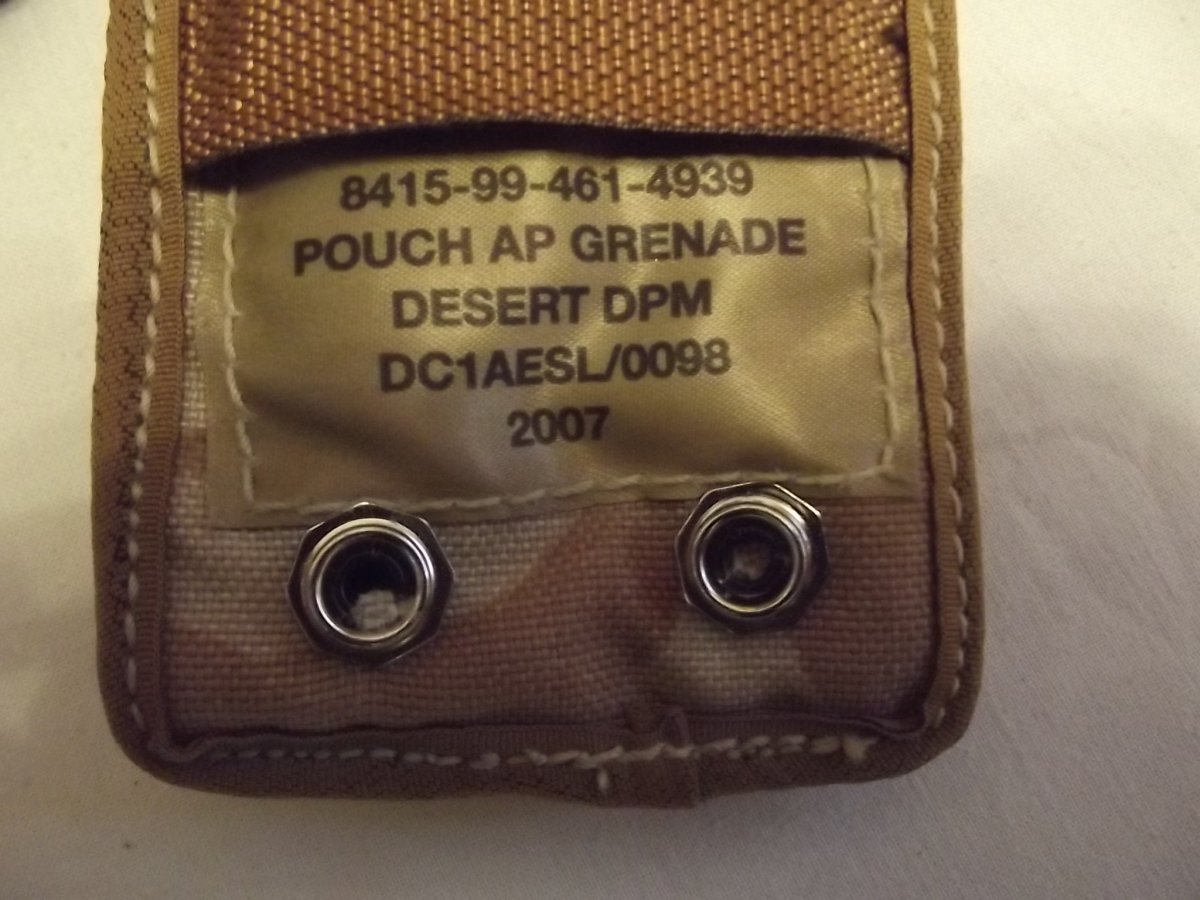 8415-99-461-4939
POUCH AP GRENADE
DESERT DPM
DC1AESL/0098
2007